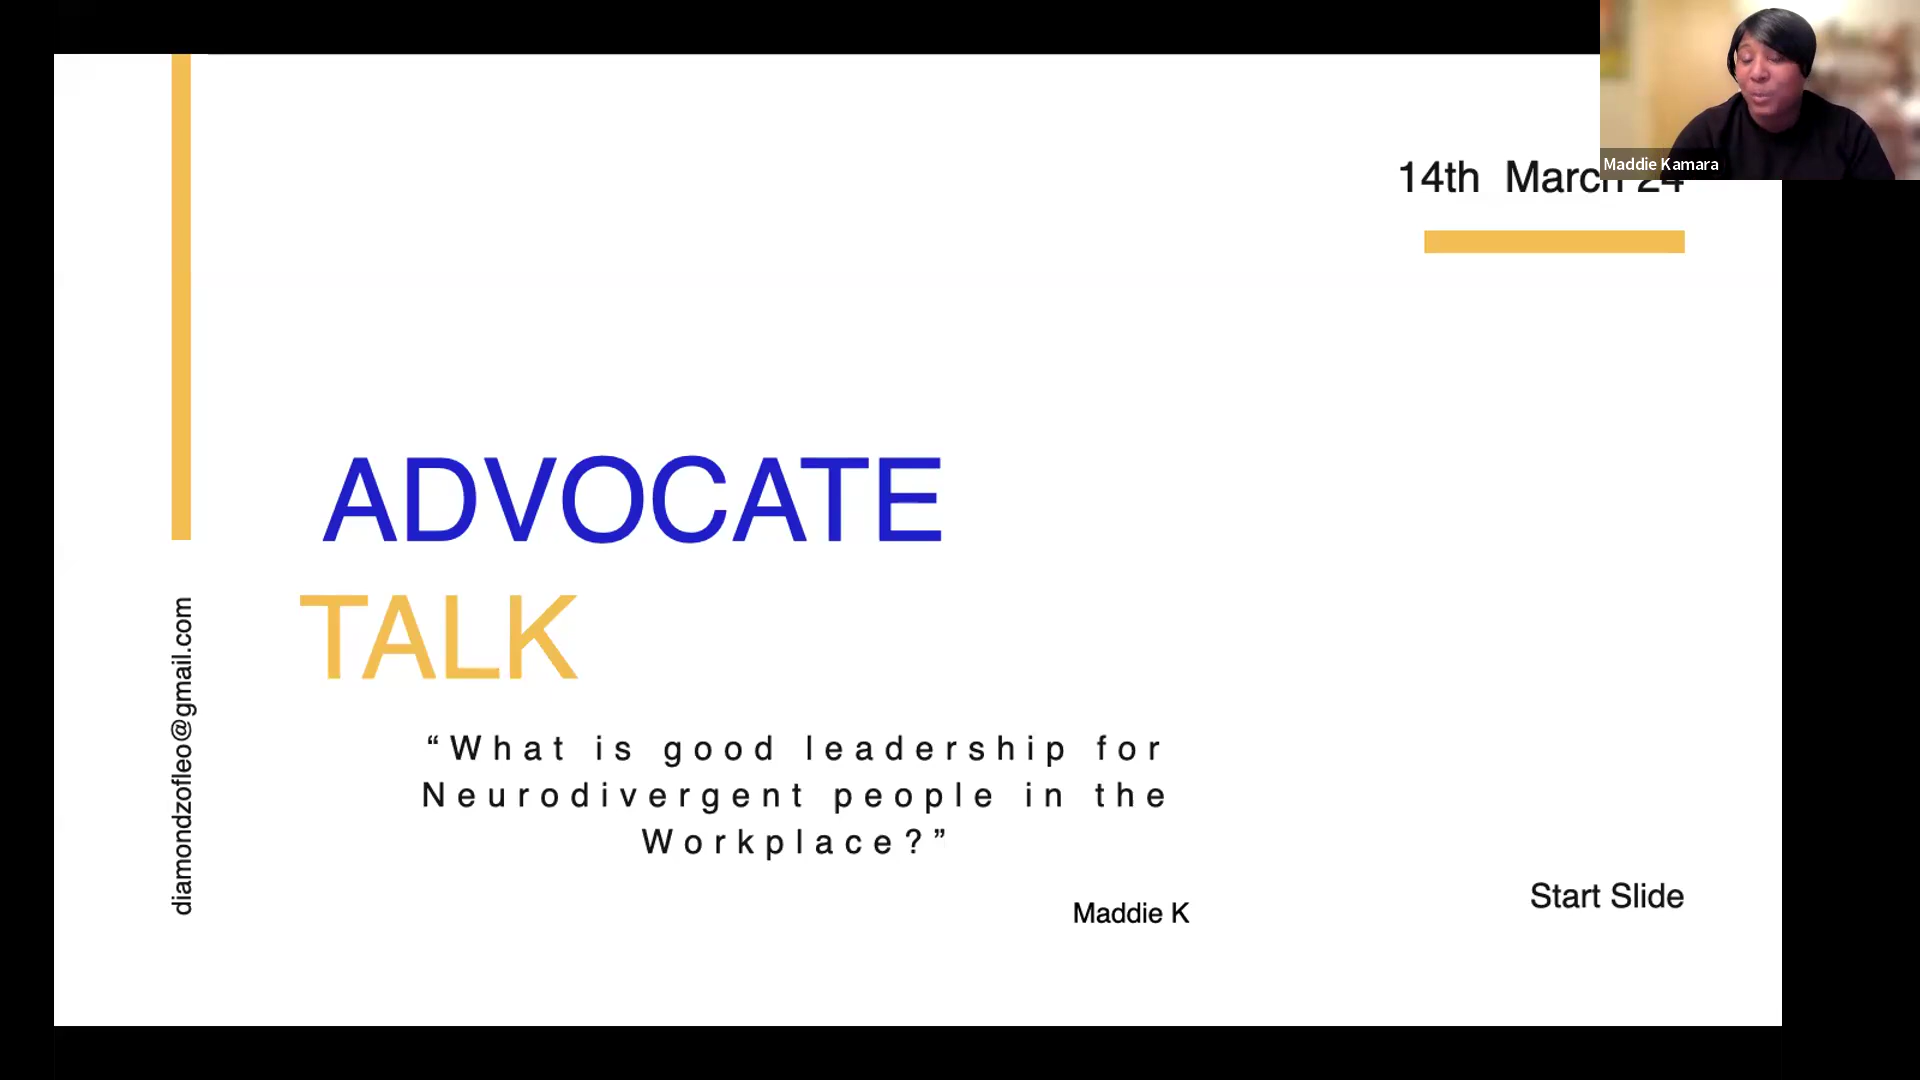 Maddie Kamara
14th March 24
ADVOCATE
TALK
“What is good leadership for
Neurodivergent people in the
Workplace?”
Maddie K
Start Slide
diamondzofleo@gmail.com